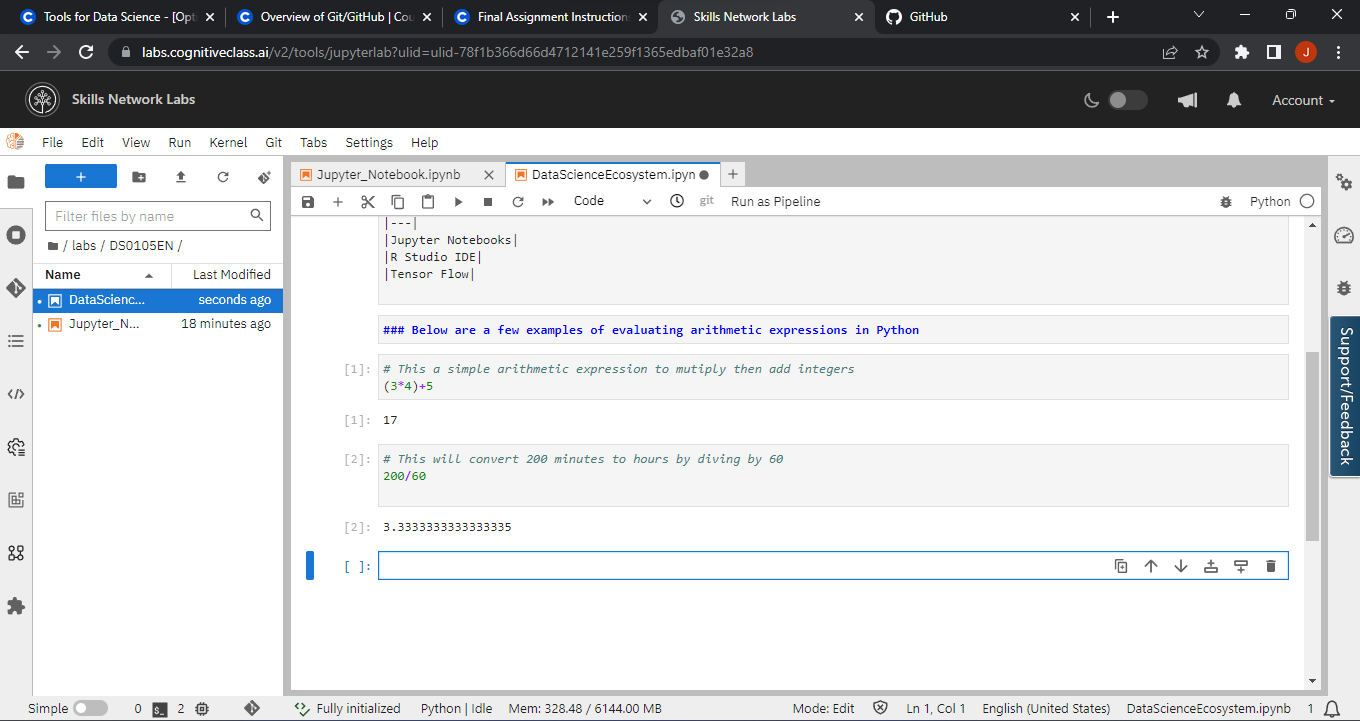 Tools for Data Science - [Opt
Overview of Git/GitHub | Cou
Final Assignment Instruction
Skills Network Labs
GitHub
labs.cognitiveclass.ai/v2/tools/jupyterlab?ulid=ulid-78f1b366d66d4712141e259f1365edbaf01e32a8
J
Skills Network Labs
Account
File Edit View Run Kernel Git Tabs Settings Help
Jupyter_Notebook.ipynb
DataScienceEcosystem.ipyn
Code
git
Run as Pipeline
Python
Filter files by name
/ labs / DS0105EN /
Name
Last Modified
DataScienc...
seconds ago
Jupyter_N...
18 minutes ago
|---|
|Jupyter Notebooks|
|R Studio IDE|
|Tensor Flow|
### Below are a few examples of evaluating arithmetic expressions in Python
[1]: # This a simple arithmetic expression to mutiply then add integers
(3*4)+5
[1]: 17
[2]: # This will convert 200 minutes to hours by diving by 60
200/60
[2]: 3.3333333333333335
[ ]:
Support/Feedback
Simple
0
$_
2
Fully initialized
Python | Idle
Mem: 328.48 / 6144.00 MB
Mode: Edit
Ln 1, Col 1
English (United States)
DataScienceEcosystem.ipynb
1